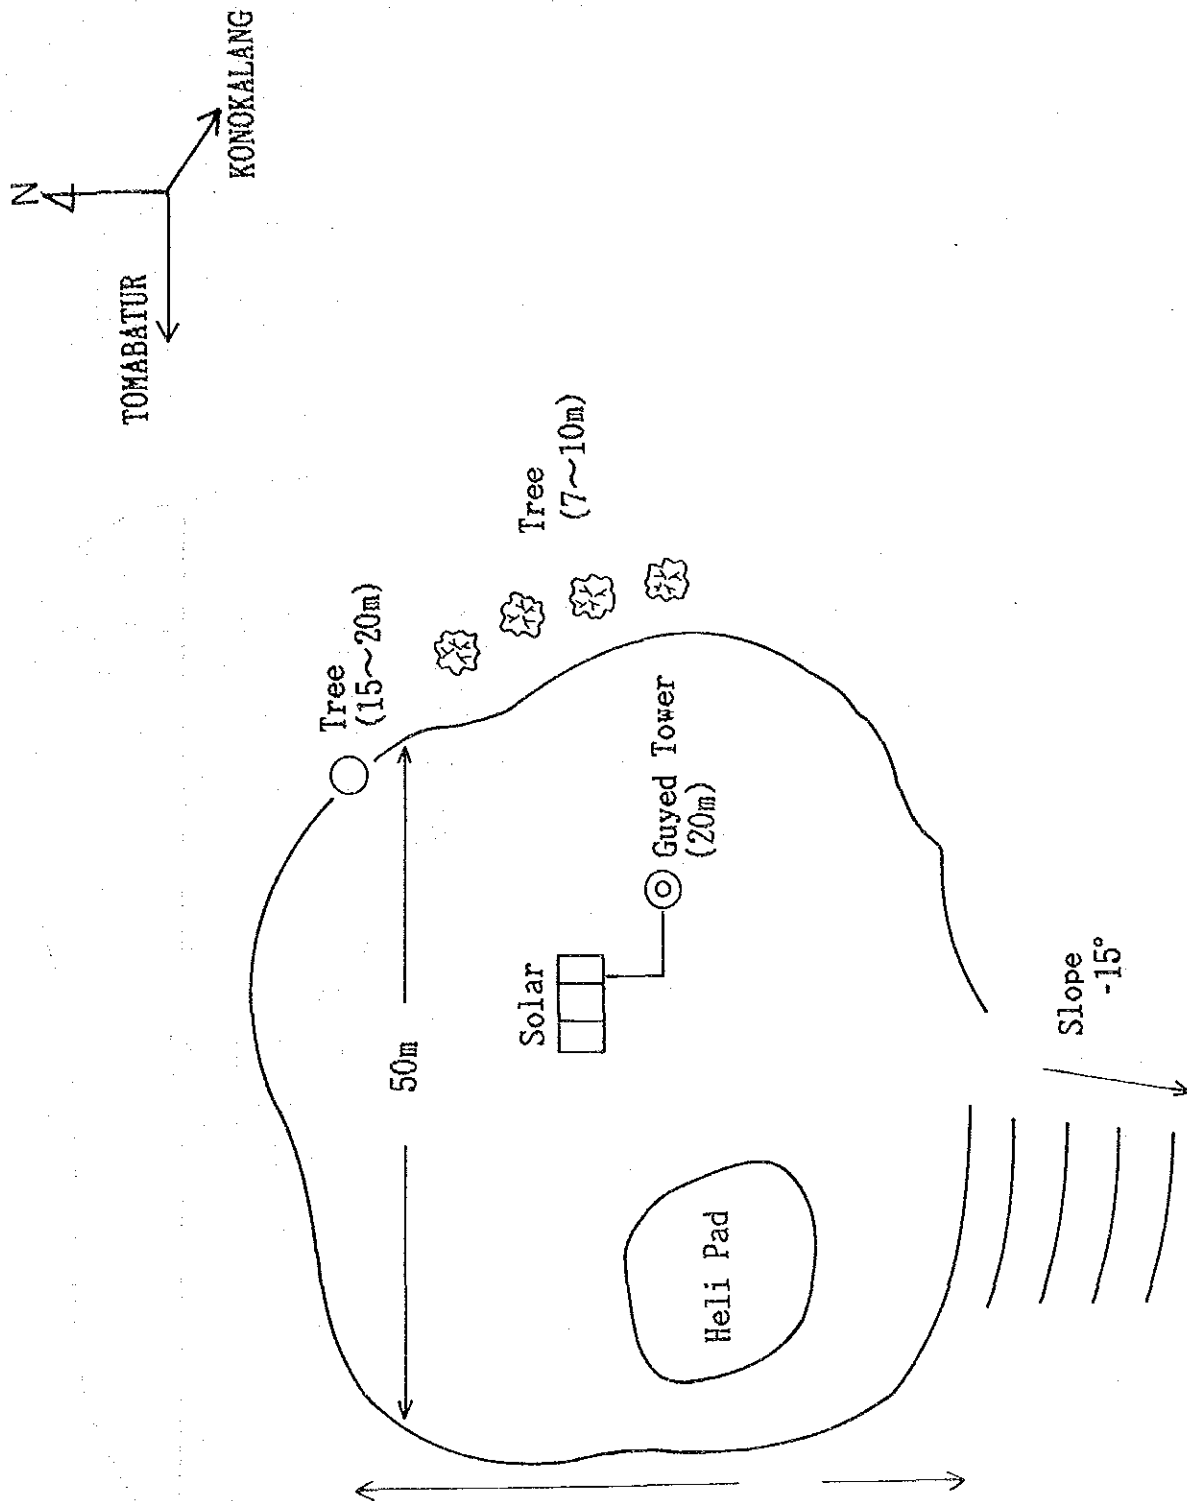 N
TOMABATUR
KONOKALANG
Tree
(15～20m)
Tree
(7～10m)
50m
Solar
Guyed Tower
(20m)
Heli Pad
Slope
-15°